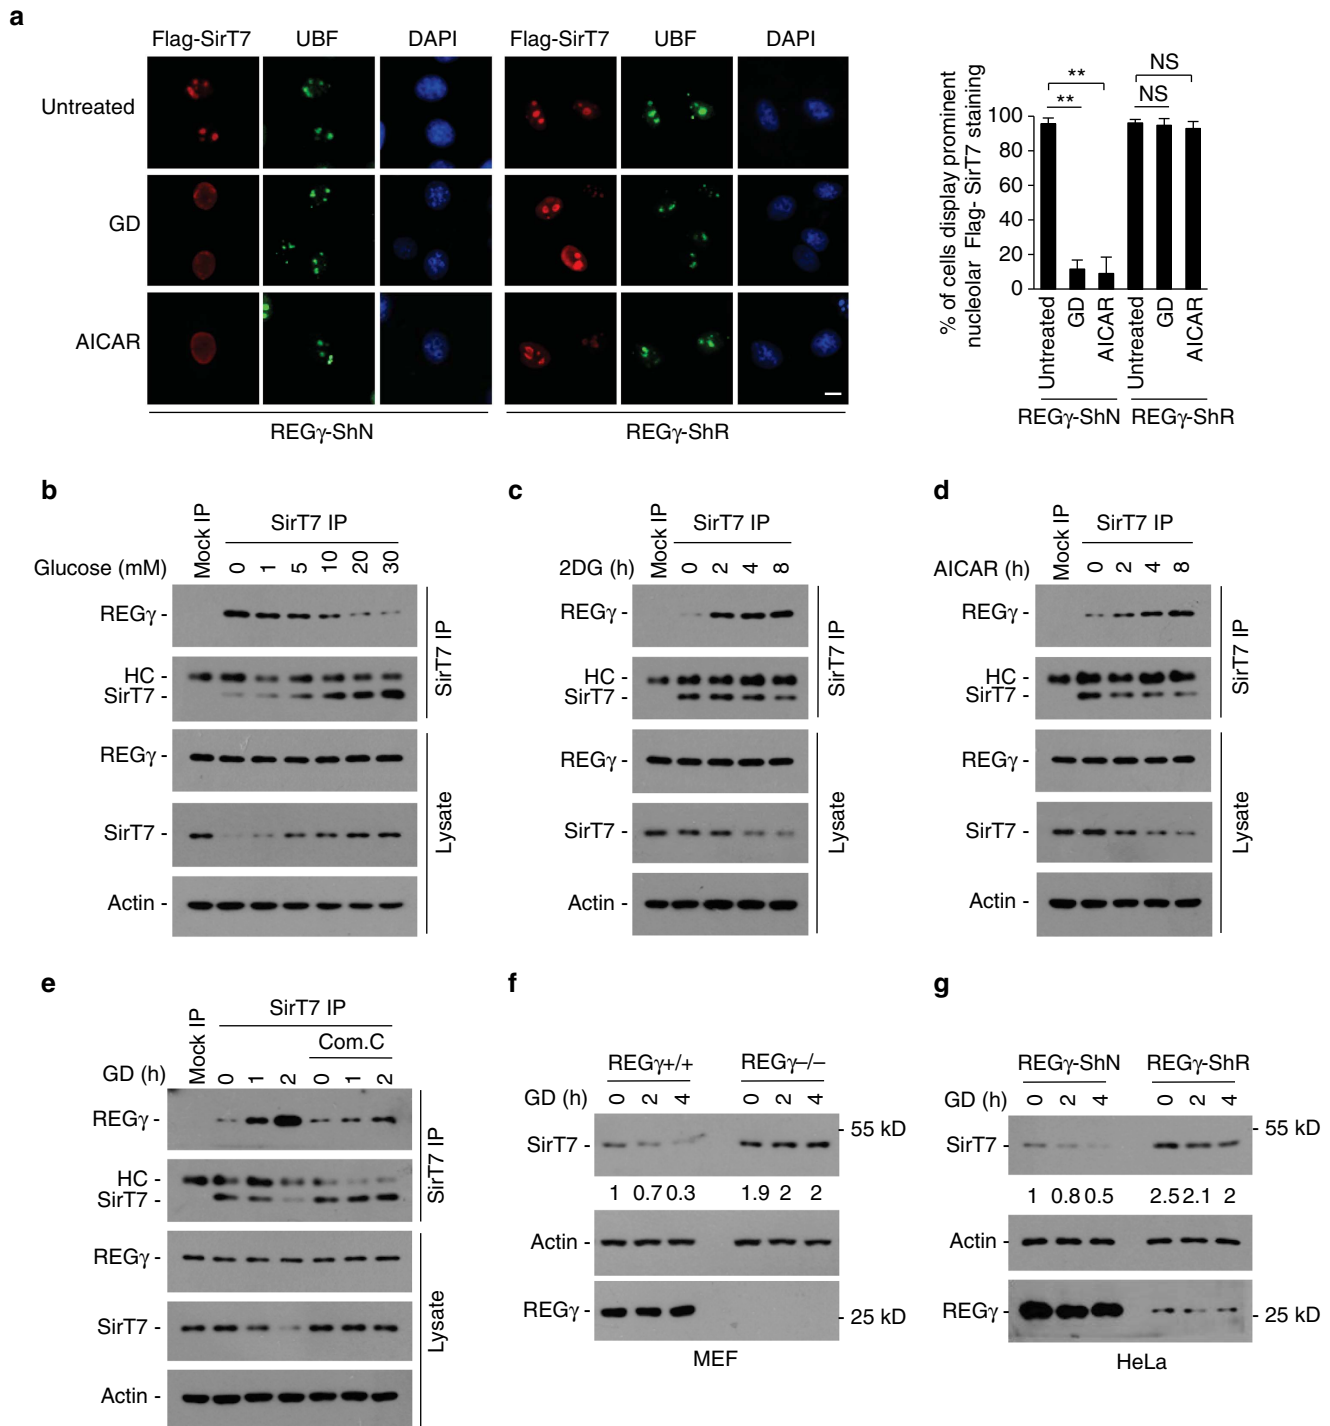 a
Flag-SirT7 UBF DAPI Flag-SirT7 UBF DAPI
Untreated
GD
AICAR
REGγ-ShN REGγ-ShR
% of cells display prominent
nucleolar Flag- SirT7 staining
100
80
60
40
20
0
** ** NS NS
Untreated GD AICAR Untreated GD AICAR
REGγ-ShN REGγ-ShR
b
Mock IP SirT7 IP
Glucose (mM) 0 1 5 10 20 30
REGγ -
HC -
SirT7 -
SirT7 IP
REGγ -
SirT7 -
Actin -
Lysate
c
Mock IP SirT7 IP
2DG (h) 0 2 4 8
REGγ -
HC -
SirT7 -
SirT7 IP
REGγ -
SirT7 -
Actin -
Lysate
d
Mock IP SirT7 IP
AICAR (h) 0 2 4 8
REGγ -
HC -
SirT7 -
SirT7 IP
REGγ -
SirT7 -
Actin -
Lysate
e
Mock IP SirT7 IP
Com.C
GD (h) 0 1 2 0 1 2
REGγ -
HC -
SirT7 -
SirT7 IP
REGγ -
SirT7 -
Actin -
Lysate
f
REGγ+/+ REGγ–/–
GD (h) 0 2 4 0 2 4
SirT7 - - 55 kD
1 0.7 0.3 1.9 2 2
Actin -
REGγ - - 25 kD
MEF
g
REGγ-ShN REGγ-ShR
GD (h) 0 2 4 0 2 4
SirT7 - - 55 kD
1 0.8 0.5 2.5 2.1 2
Actin -
REGγ - - 25 kD
HeLa